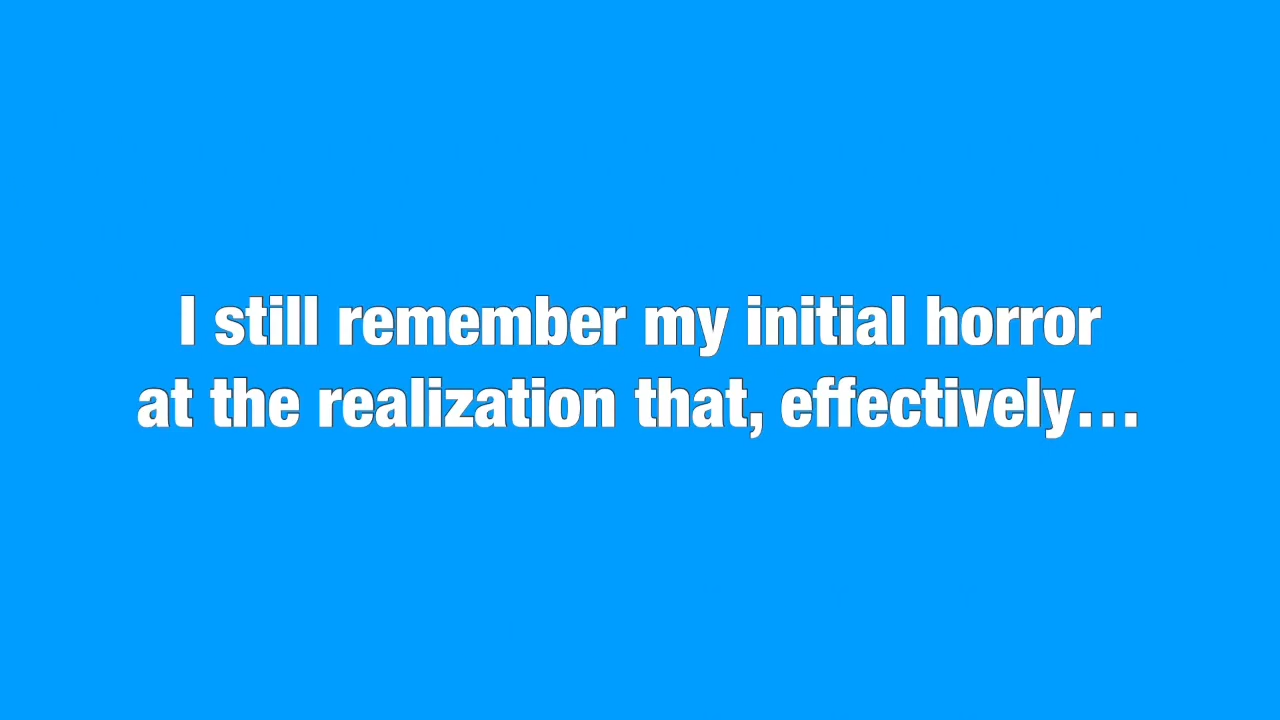 I still remember my initial horror
at the realization that, effectively…